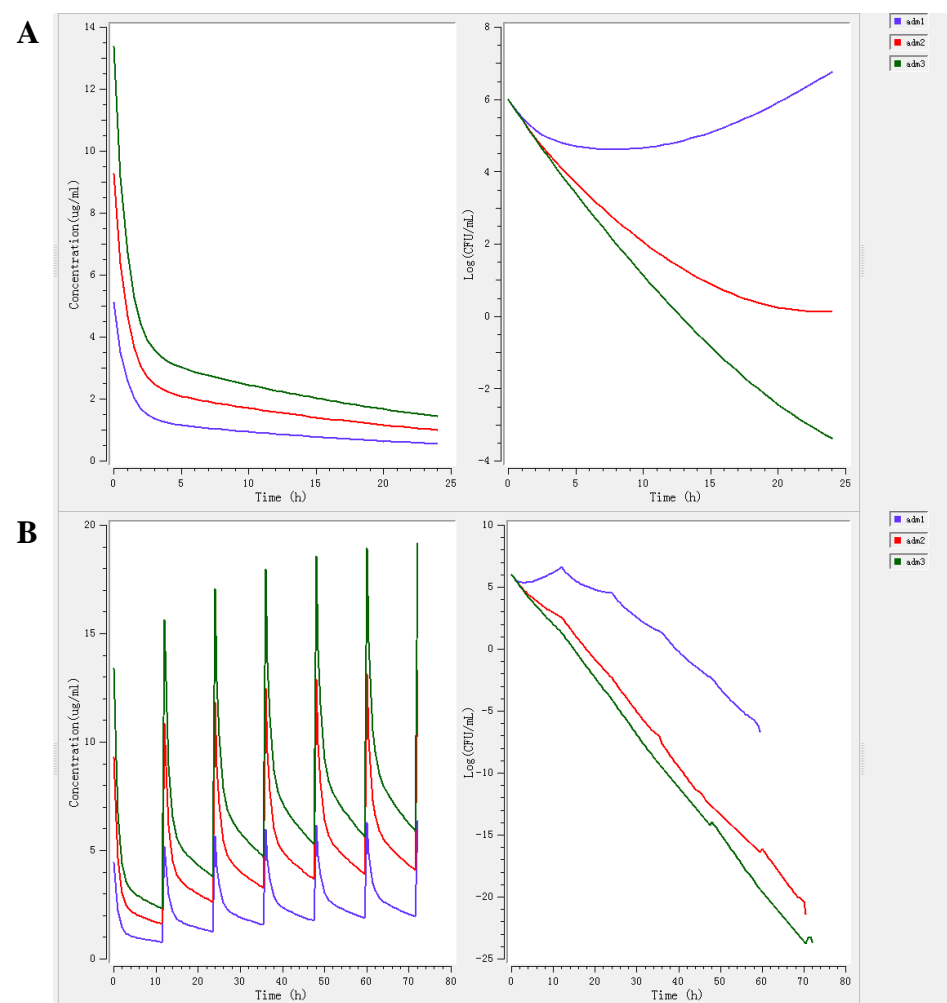 A
14
12
10
8
6
4
2
0
Concentration(ug/ml)
0 5 10 15 20 25
Time (h)
8
6
4
2
0
-2
-4
Log(CFU/mL)
0 5 10 15 20 25
Time (h)
adm1
adm2
adm3
B
20
15
10
5
0
Concentration(ug/ml)
0 10 20 30 40 50 60 70 80
Time (h)
10
5
0
-5
-10
-15
-20
-25
Log(CFU/mL)
0 10 20 30 40 50 60 70 80
Time (h)
adm1
adm2
adm3